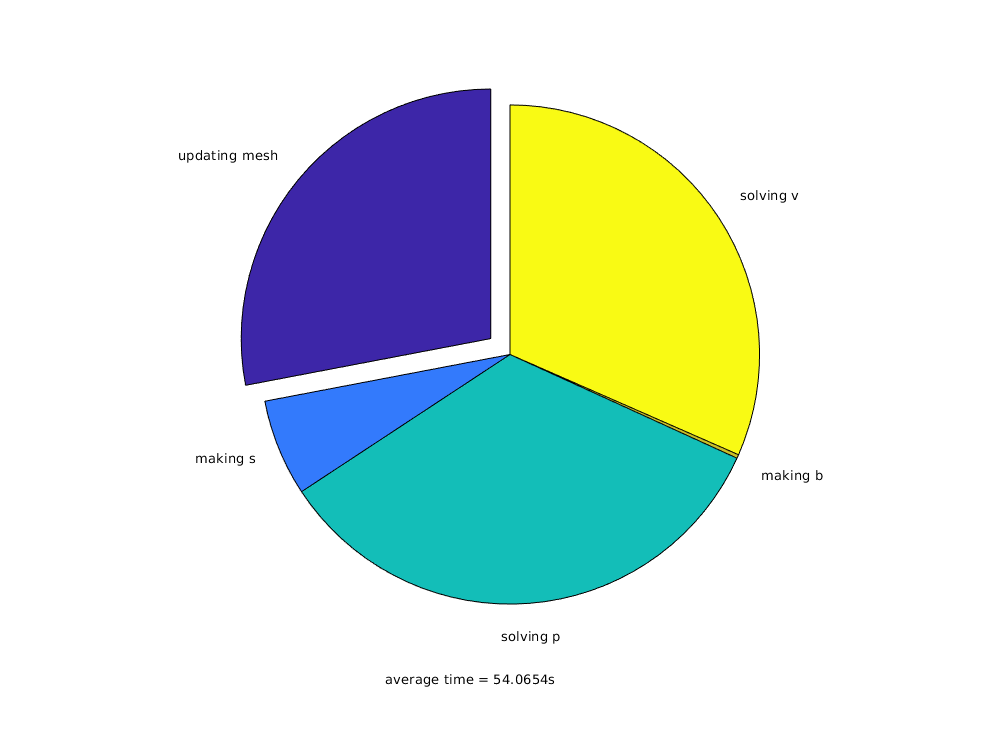 updating mesh
solving v
making s
making b
solving p
average time = 54.0654s